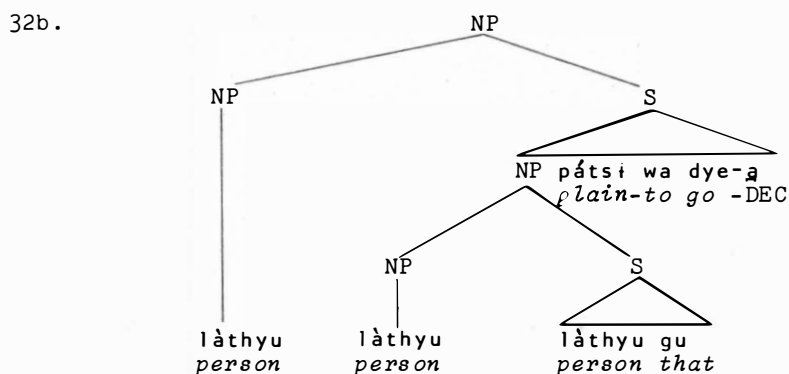 32b.
NP
NP S
NP pátsɨ wa dye-ą
plain-to go -DEC
NP S
làthyu làthyu làthyu gu
person person person that